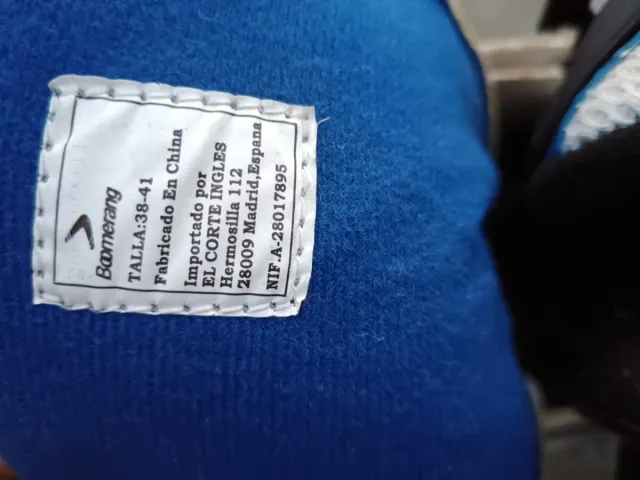 Boomerang
TALLA:38-41
Fabricado En China
Importado por
EL CORTE INGLES
Hermosilla 112
28009 Madrid,Espana
NIF.A-28017895